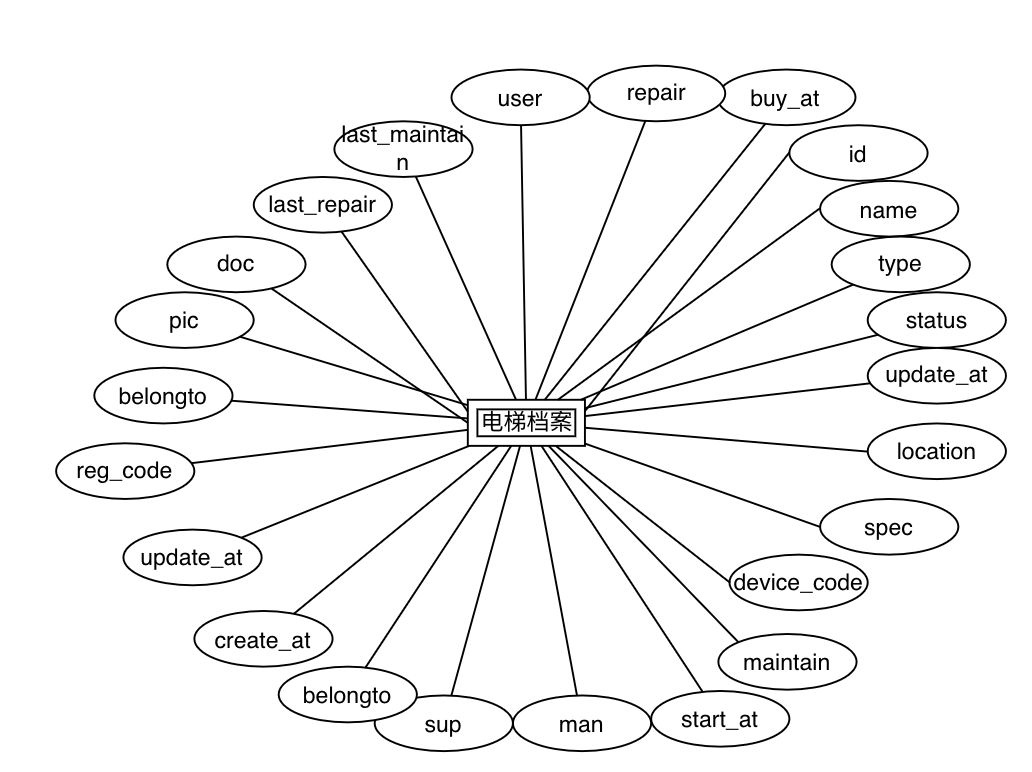 user
repair
buy_at
last_maintai
n
id
last_repair
name
doc
type
pic
status
update_at
belongto
电梯档案
location
reg_code
spec
update_at
device_code
create_at
maintain
belongto
sup
man
start_at